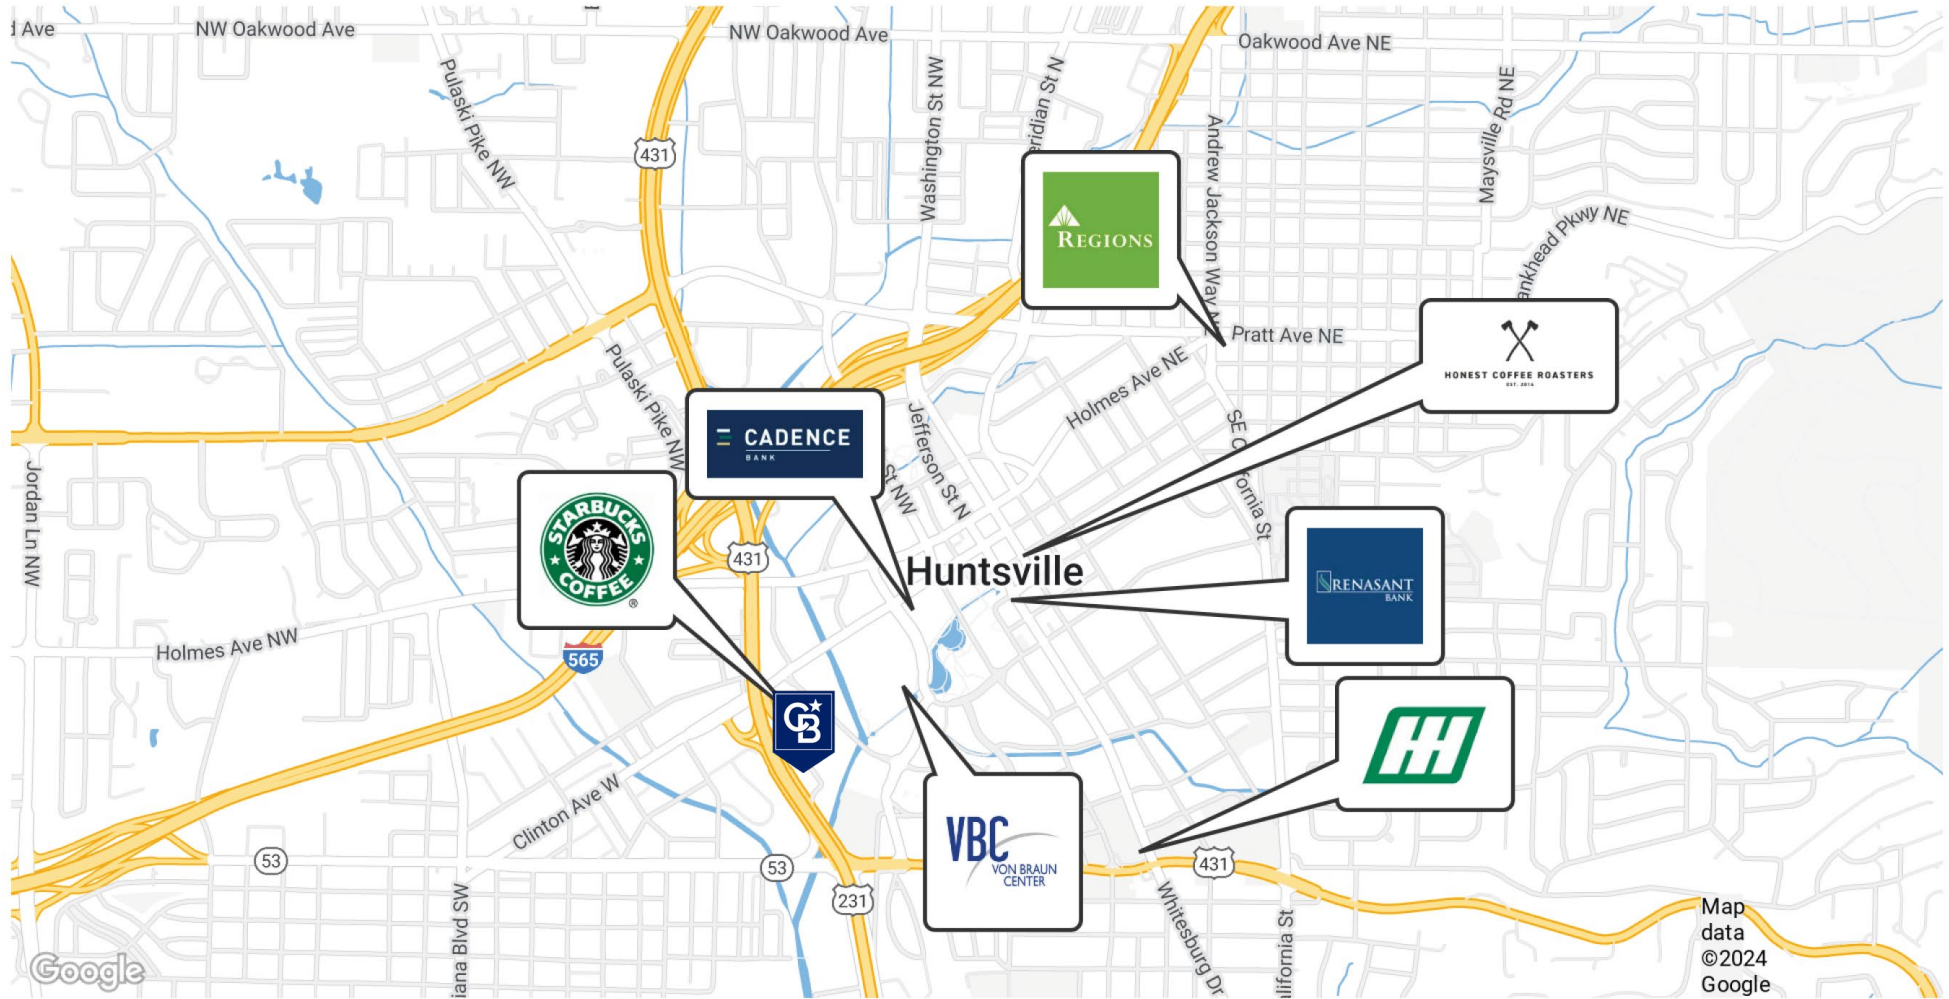 d Ave
NW Oakwood Ave
NW Oakwood Ave
Oakwood Ave NE
Pulaski Pike NW
431
Washington St NW
eridian St N
Andrew Jackson Way N
Maysville Rd NE
ankhead Pkwy NE
REGIONS
Pratt Ave NE
HONEST COFFEE ROASTERS
EST. 2014
Holmes Ave NE
Pulaski Pike NW
CADENCE
BANK
Jefferson St N
St NW
SE C
fornia St
Jordan Ln NW
STARBUCKS
COFFEE
®
431
Huntsville
RENASANT
BANK
Holmes Ave NW
565
CB
Clinton Ave W
VBC
VON BRAUN
CENTER
53
53
431
231
iana Blvd SW
Whitesburg Dr
alifornia St
Google
Map
data
©2024
Google